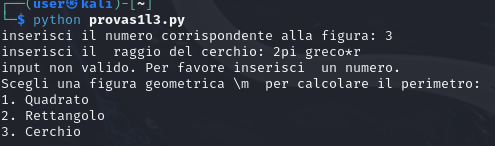 ┌──(user㉿kali)-[~]
└─$ python provas1l3.py
inserisci il numero corrispondente alla figura: 3
inserisci il  raggio del cerchio: 2pi greco*r
input non valido. Per favore inserisci  un numero.
Scegli una figura geometrica \m  per calcolare il perimetro:
1. Quadrato
2. Rettangolo
3. Cerchio